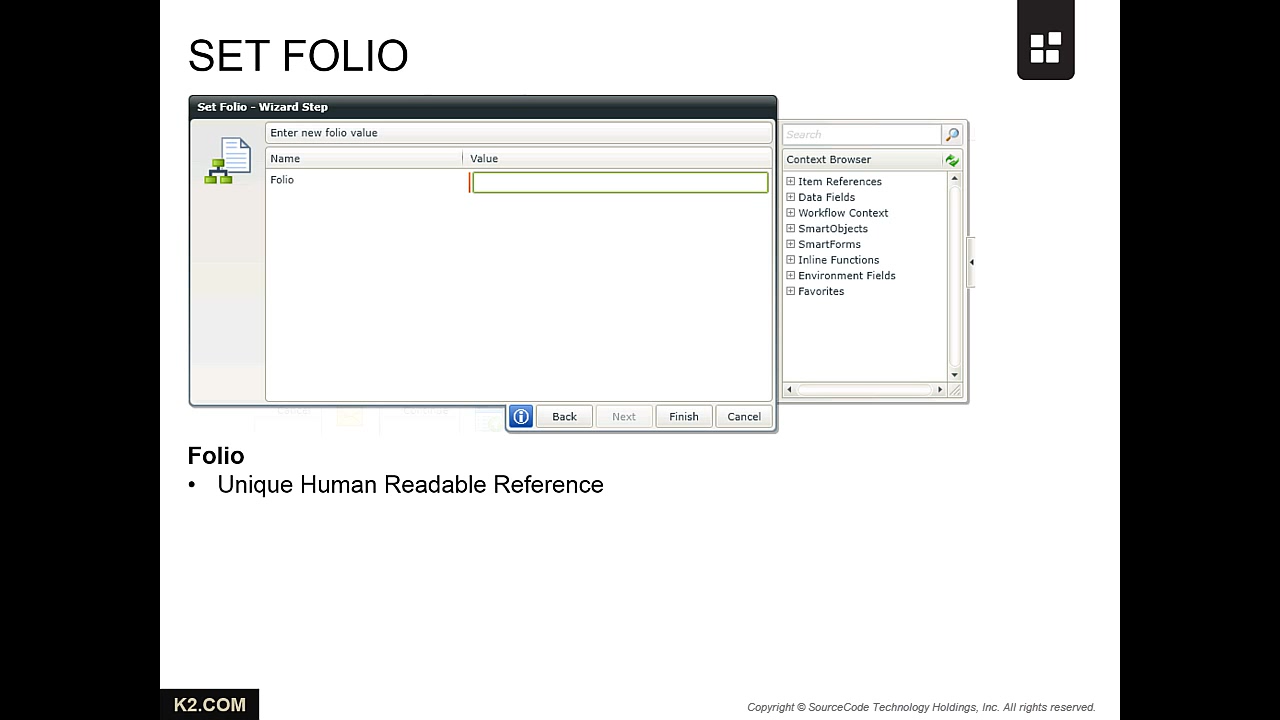 SET FOLIO
Set Folio - Wizard Step
Enter new folio value
Name Value
Folio
Search
Context Browser
Item References
Data Fields
Workflow Context
SmartObjects
SmartForms
Inline Functions
Environment Fields
Favorites
Cancel
Back Next Finish Cancel
Folio
• Unique Human Readable Reference
K2.COM
Copyright © SourceCode Technology Holdings, Inc. All rights reserved.